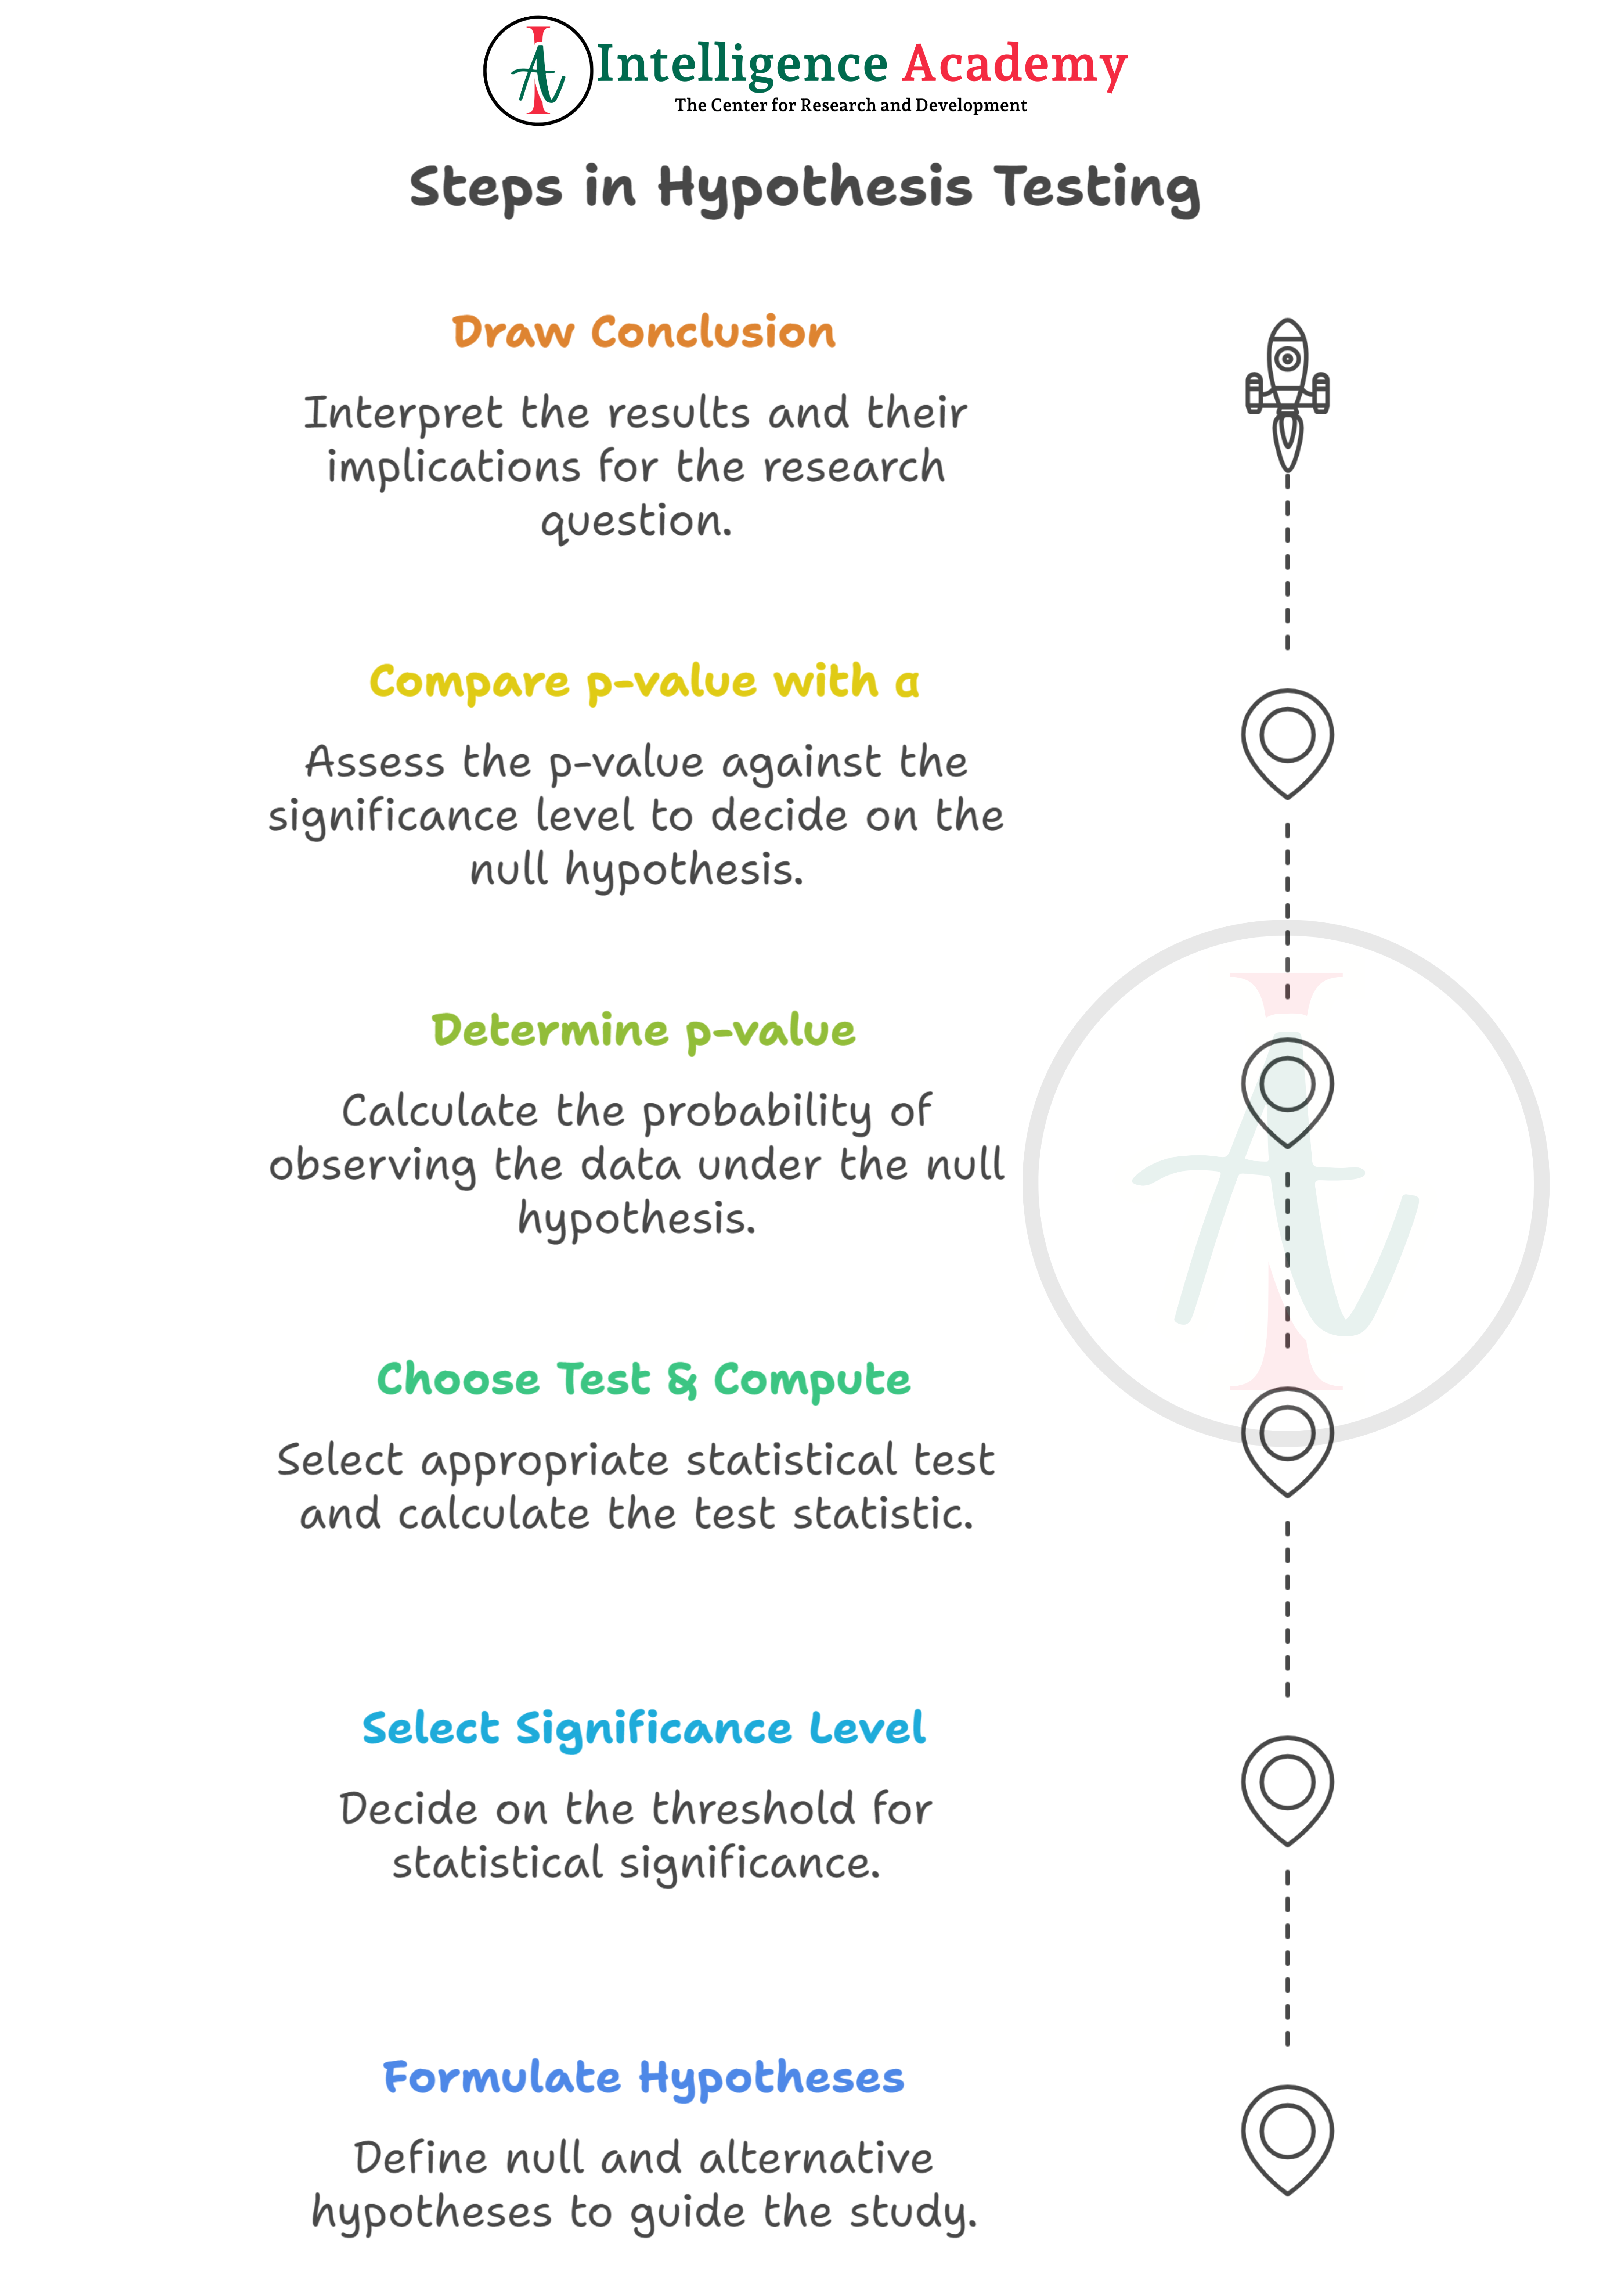 Intelligence Academy
The Center for Research and Development
Steps in Hypothesis Testing
Draw Conclusion
Interpret the results and their
implications for the research
question.
Compare p-value with α
Assess the p-value against the
significance level to decide on the
null hypothesis.
Determine p-value
Calculate the probability of
observing the data under the null
hypothesis.
Choose Test & Compute
Select appropriate statistical test
and calculate the test statistic.
Select Significance Level
Decide on the threshold for
statistical significance.
Formulate Hypotheses
Define null and alternative
hypotheses to guide the study.